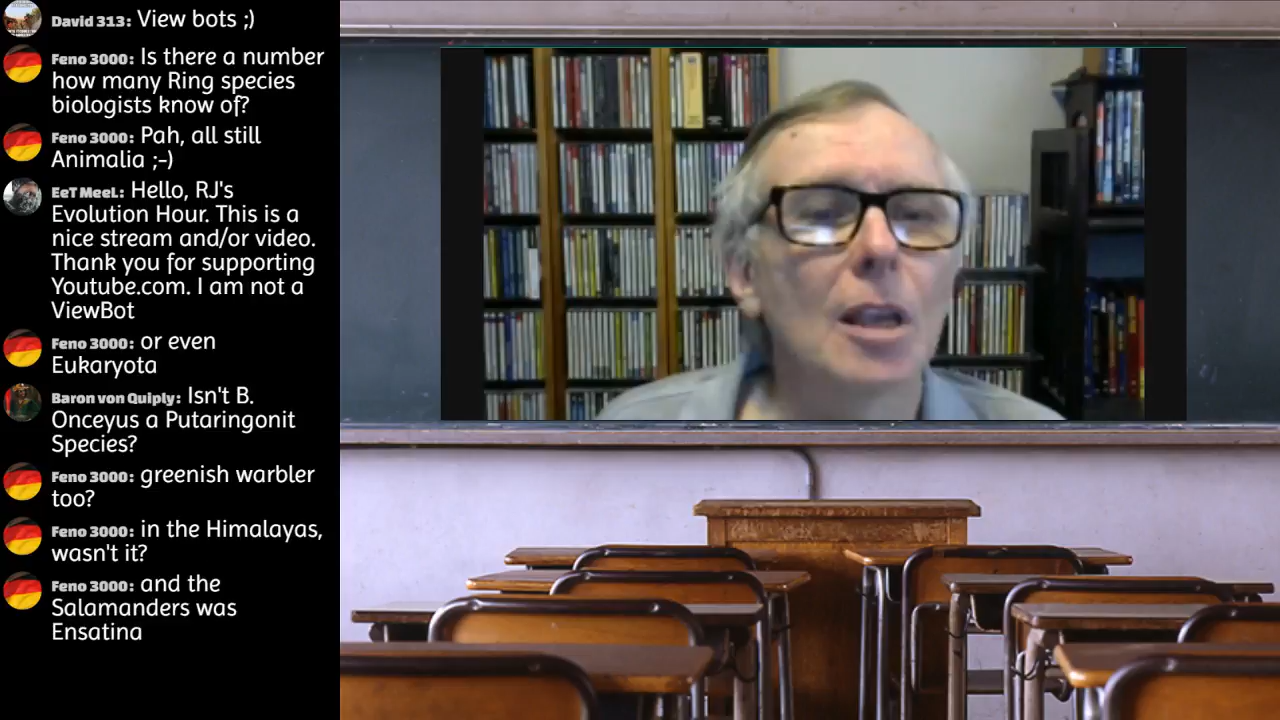 David 313: View bots ;)
Feno 3000: Is there a number
how many Ring species
biologists know of?
Feno 3000: Pah, all still
Animalia ;-)
EeT MeeL: Hello, RJ's
Evolution Hour. This is a
nice stream and/or video.
Thank you for supporting
Youtube.com. I am not a
ViewBot
Feno 3000: or even
Eukaryota
Baron von Quiply: Isn't B.
Onceyus a Putaringonit
Species?
Feno 3000: greenish warbler
too?
Feno 3000: in the Himalayas,
wasn't it?
Feno 3000: and the
Salamanders was
Ensatina